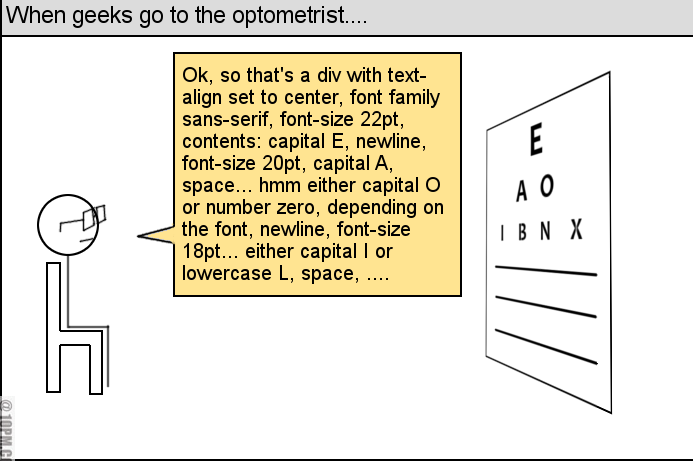 When geeks go to the optometrist....
Ok, so that's a div with text-
align set to center, font family
sans-serif, font-size 22pt,
contents: capital E, newline,
font-size 20pt, capital A,
space... hmm either capital O
or number zero, depending on
the font, newline, font-size
18pt... either capital I or
lowercase L, space, ....
E
A O
I B N X